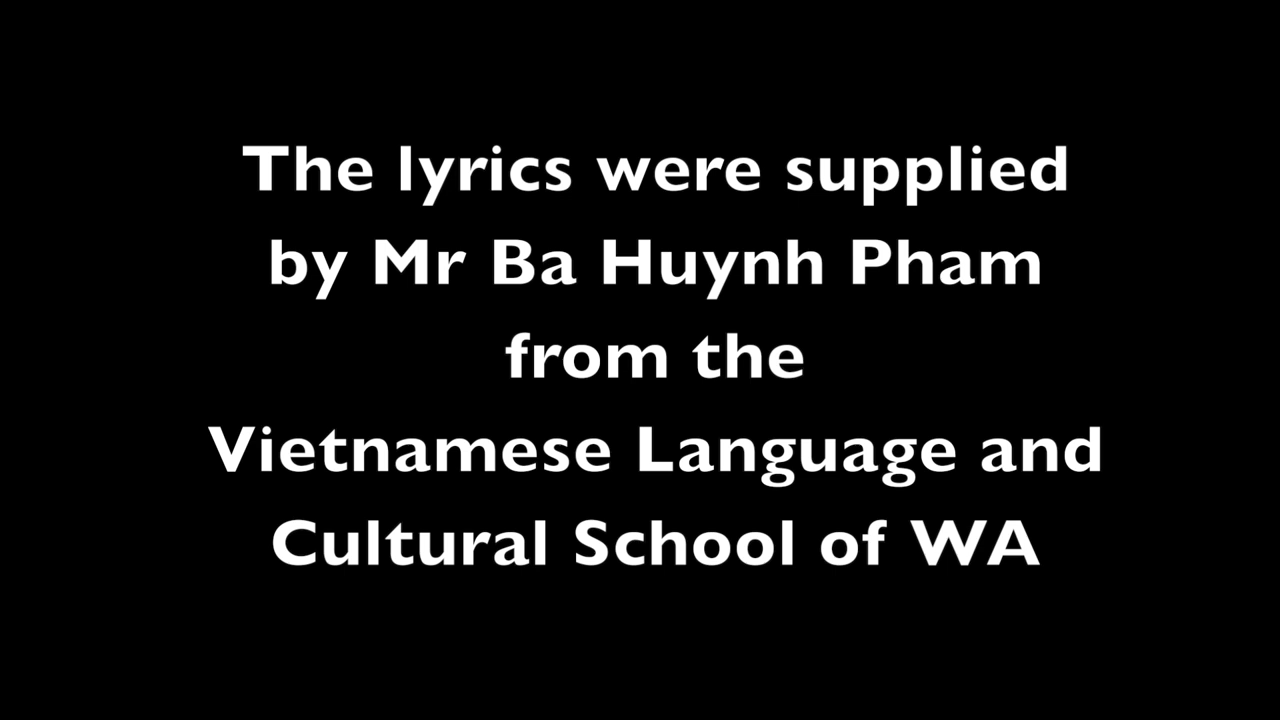 The lyrics were supplied
by Mr Ba Huynh Pham
from the
Vietnamese Language and
Cultural School of WA